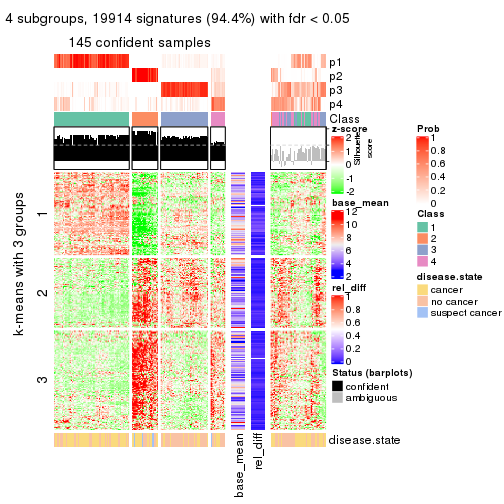 4 subgroups, 19914 signatures (94.4%) with fdr < 0.05
145 confident samples
p1
p2
p3
p4
Class
z-score
2
1
0
-1
-2
Silhouette
score
base_mean
12
10
8
6
4
2
rel_diff
1
0.8
0.6
0.4
0.2
0
Status (barplots)
confident
ambiguous
Prob
1
0.8
0.6
0.4
0.2
0
Class
1
2
3
4
disease.state
cancer
no cancer
suspect cancer
k-means with 3 groups
1
2
3
disease.state
base_mean
rel_diff